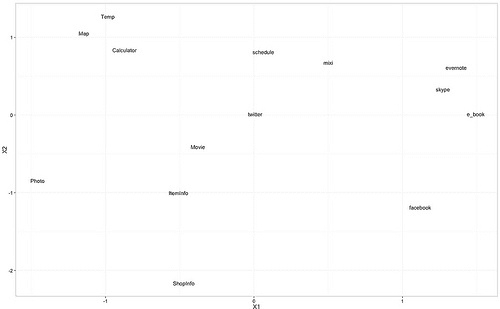 Temp
Map
Calculator
schedule
mixi
evernote
skype
twitter
e_book
Movie
Photo
ItemInfo
facebook
ShopInfo
1
0
-1
-2
X2
-1
0
1
X1